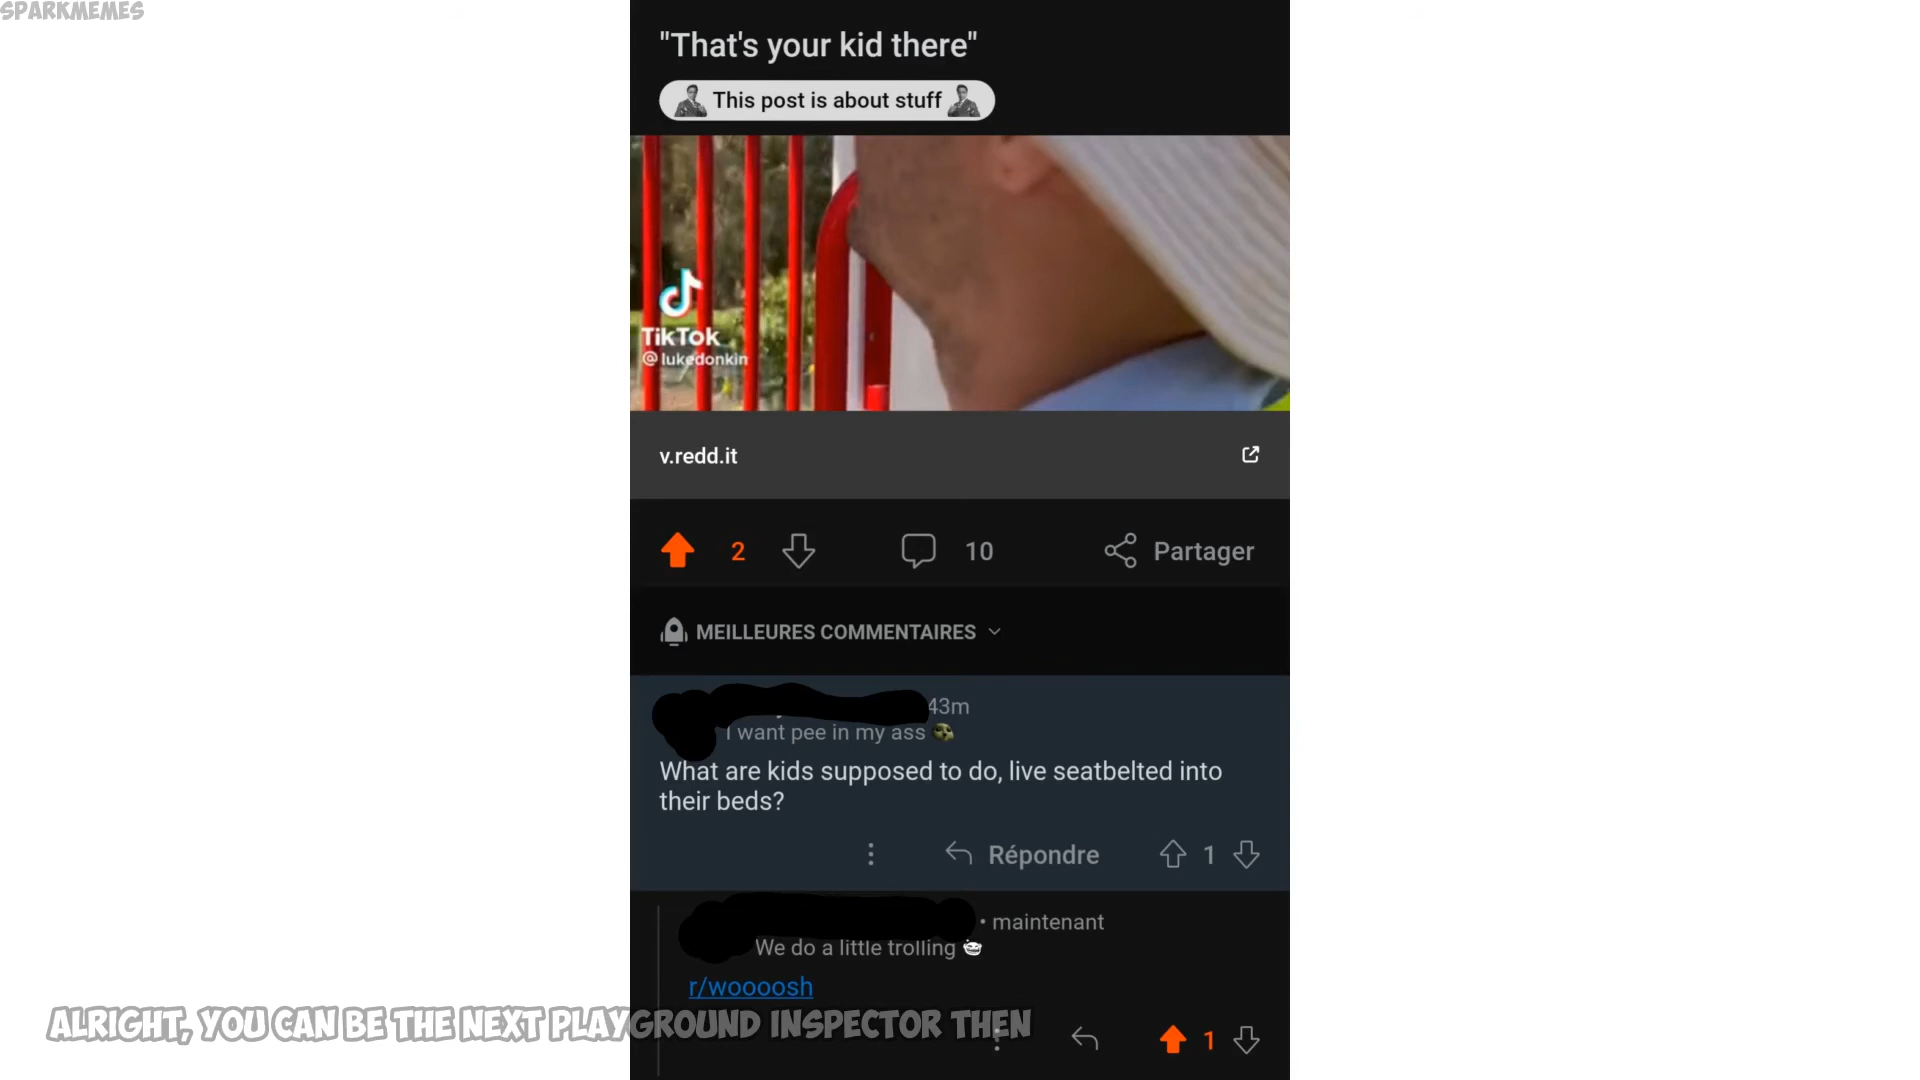 SPARKMEMES
"That's your kid there"
This post is about stuff
TikTok
@lukedonkin
v.redd.it
2
10
Partager
MEILLEURES COMMENTAIRES
43m
I want pee in my ass
What are kids supposed to do, live seatbelted into
their beds?
Répondre
1
• maintenant
We do a little trolling
r/woooosh
ALRIGHT, YOU CAN BE THE NEXT PLAYGROUND INSPECTOR THEN
1